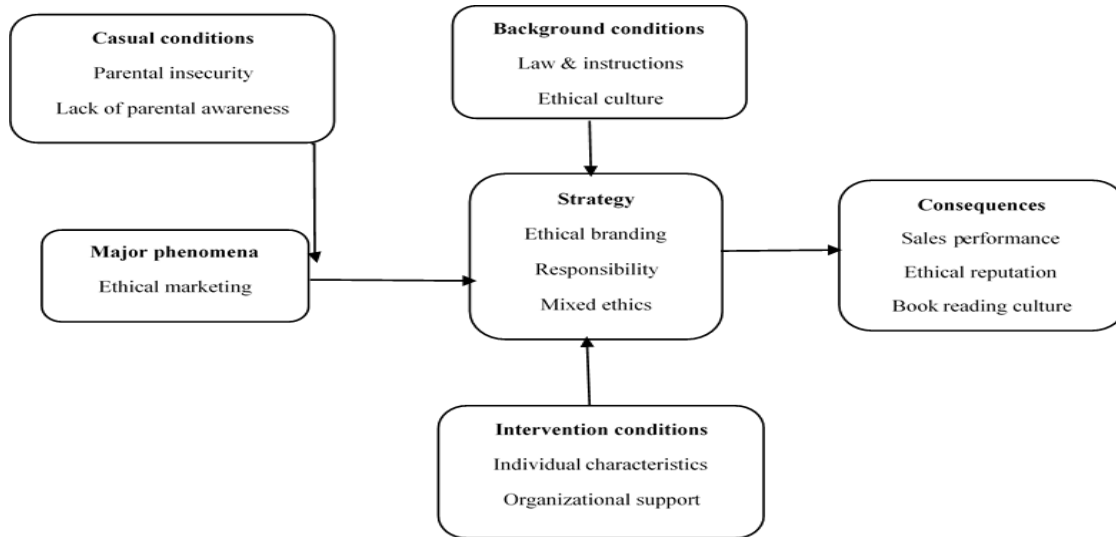 Casual conditions
Parental insecurity
Lack of parental awareness
Background conditions
Law & instructions
Ethical culture
Major phenomena
Ethical marketing
Strategy
Ethical branding
Responsibility
Mixed ethics
Consequences
Sales performance
Ethical reputation
Book reading culture
Intervention conditions
Individual characteristics
Organizational support